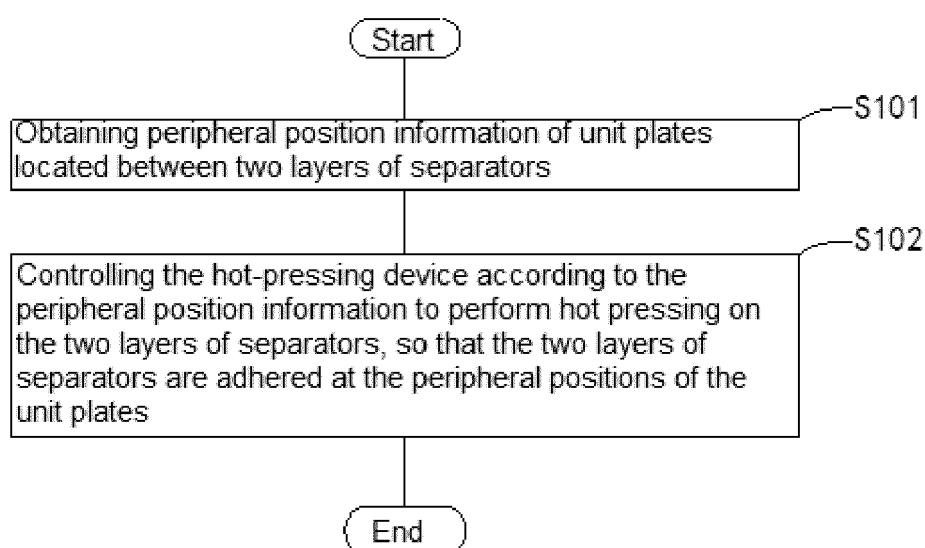 Start
S101
Obtaining peripheral position information of unit plates
located between two layers of separators
S102
Controlling the hot-pressing device according to the
peripheral position information to perform hot pressing on
the two layers of separators, so that the two layers of
separators are adhered at the peripheral positions of the
unit plates
End